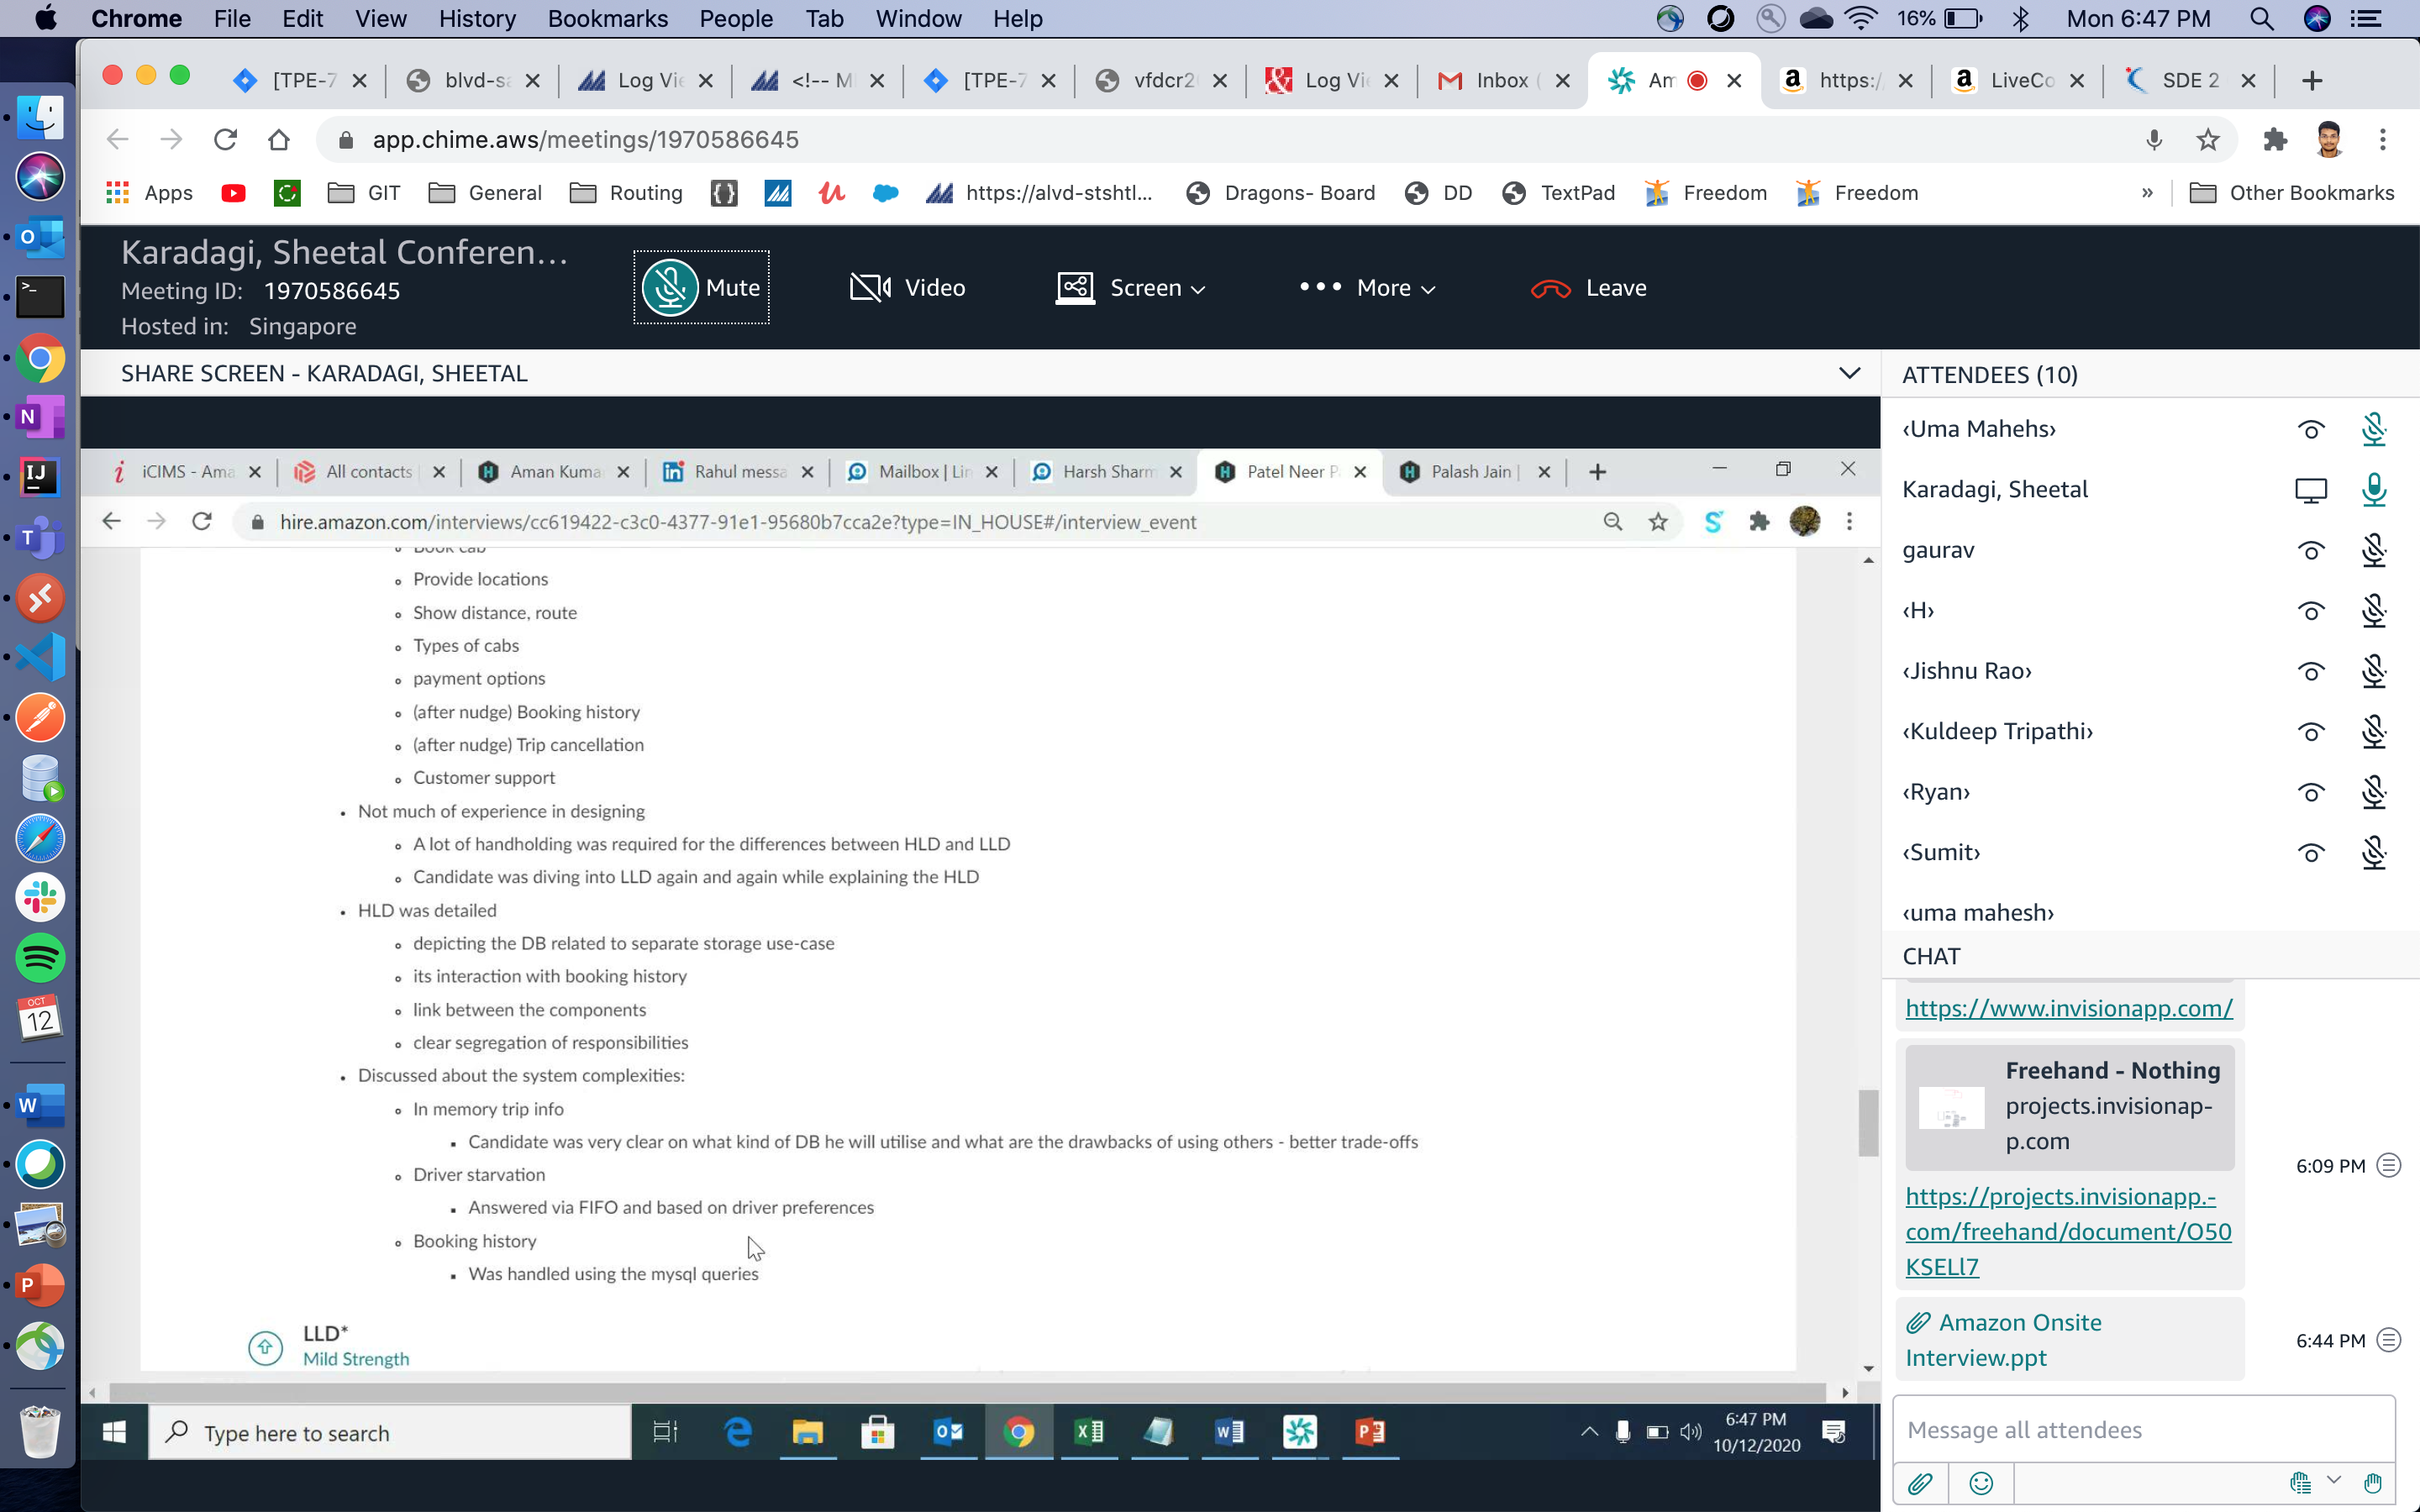 Chrome File Edit View History Bookmarks People Tab Window Help 16% Mon 6:47 PM
[TPE-7 blvd-sa Log Vie <!-- M [TPE-7 vfdcr2 Log Vie Inbox ( Am https:/ LiveCo SDE 2
app.chime.aws/meetings/1970586645
Apps GIT General Routing https://alvd-stshtl... Dragons- Board DD TextPad Freedom Freedom » Other Bookmarks
Karadagi, Sheetal Conferen...
Meeting ID: 1970586645
Hosted in: Singapore
Mute Video Screen More Leave
SHARE SCREEN - KARADAGI, SHEETAL
iCIMS - Ama All contacts Aman Kuma Rahul messa Mailbox | Lin Harsh Sharm Patel Neer P Palash Jain |
hire.amazon.com/interviews/cc619422-c3c0-4377-91e1-95680b7cca2e?type=IN_HOUSE#/interview_event
Book cab
Provide locations
Show distance, route
Types of cabs
payment options
(after nudge) Booking history
(after nudge) Trip cancellation
Customer support
Not much of experience in designing
A lot of handholding was required for the differences between HLD and LLD
Candidate was diving into LLD again and again while explaining the HLD
HLD was detailed
depicting the DB related to separate storage use-case
its interaction with booking history
link between the components
clear segregation of responsibilities
Discussed about the system complexities:
In memory trip info
Candidate was very clear on what kind of DB he will utilise and what are the drawbacks of using others - better trade-offs
Driver starvation
Answered via FIFO and based on driver preferences
Booking history
Was handled using the mysql queries
LLD*
Mild Strength
Type here to search
6:47 PM
10/12/2020
ATTENDEES (10)
‹Uma Mahehs›
Karadagi, Sheetal
gaurav
‹H›
‹Jishnu Rao›
‹Kuldeep Tripathi›
‹Ryan›
‹Sumit›
‹uma mahesh›
CHAT
https://www.invisionapp.com/
Freehand - Nothing
projects.invisionap-
p.com
6:09 PM
https://projects.invisionapp.-
com/freehand/document/O50
KSELl7
Amazon Onsite
Interview.ppt
6:44 PM
Message all attendees
OCT
12